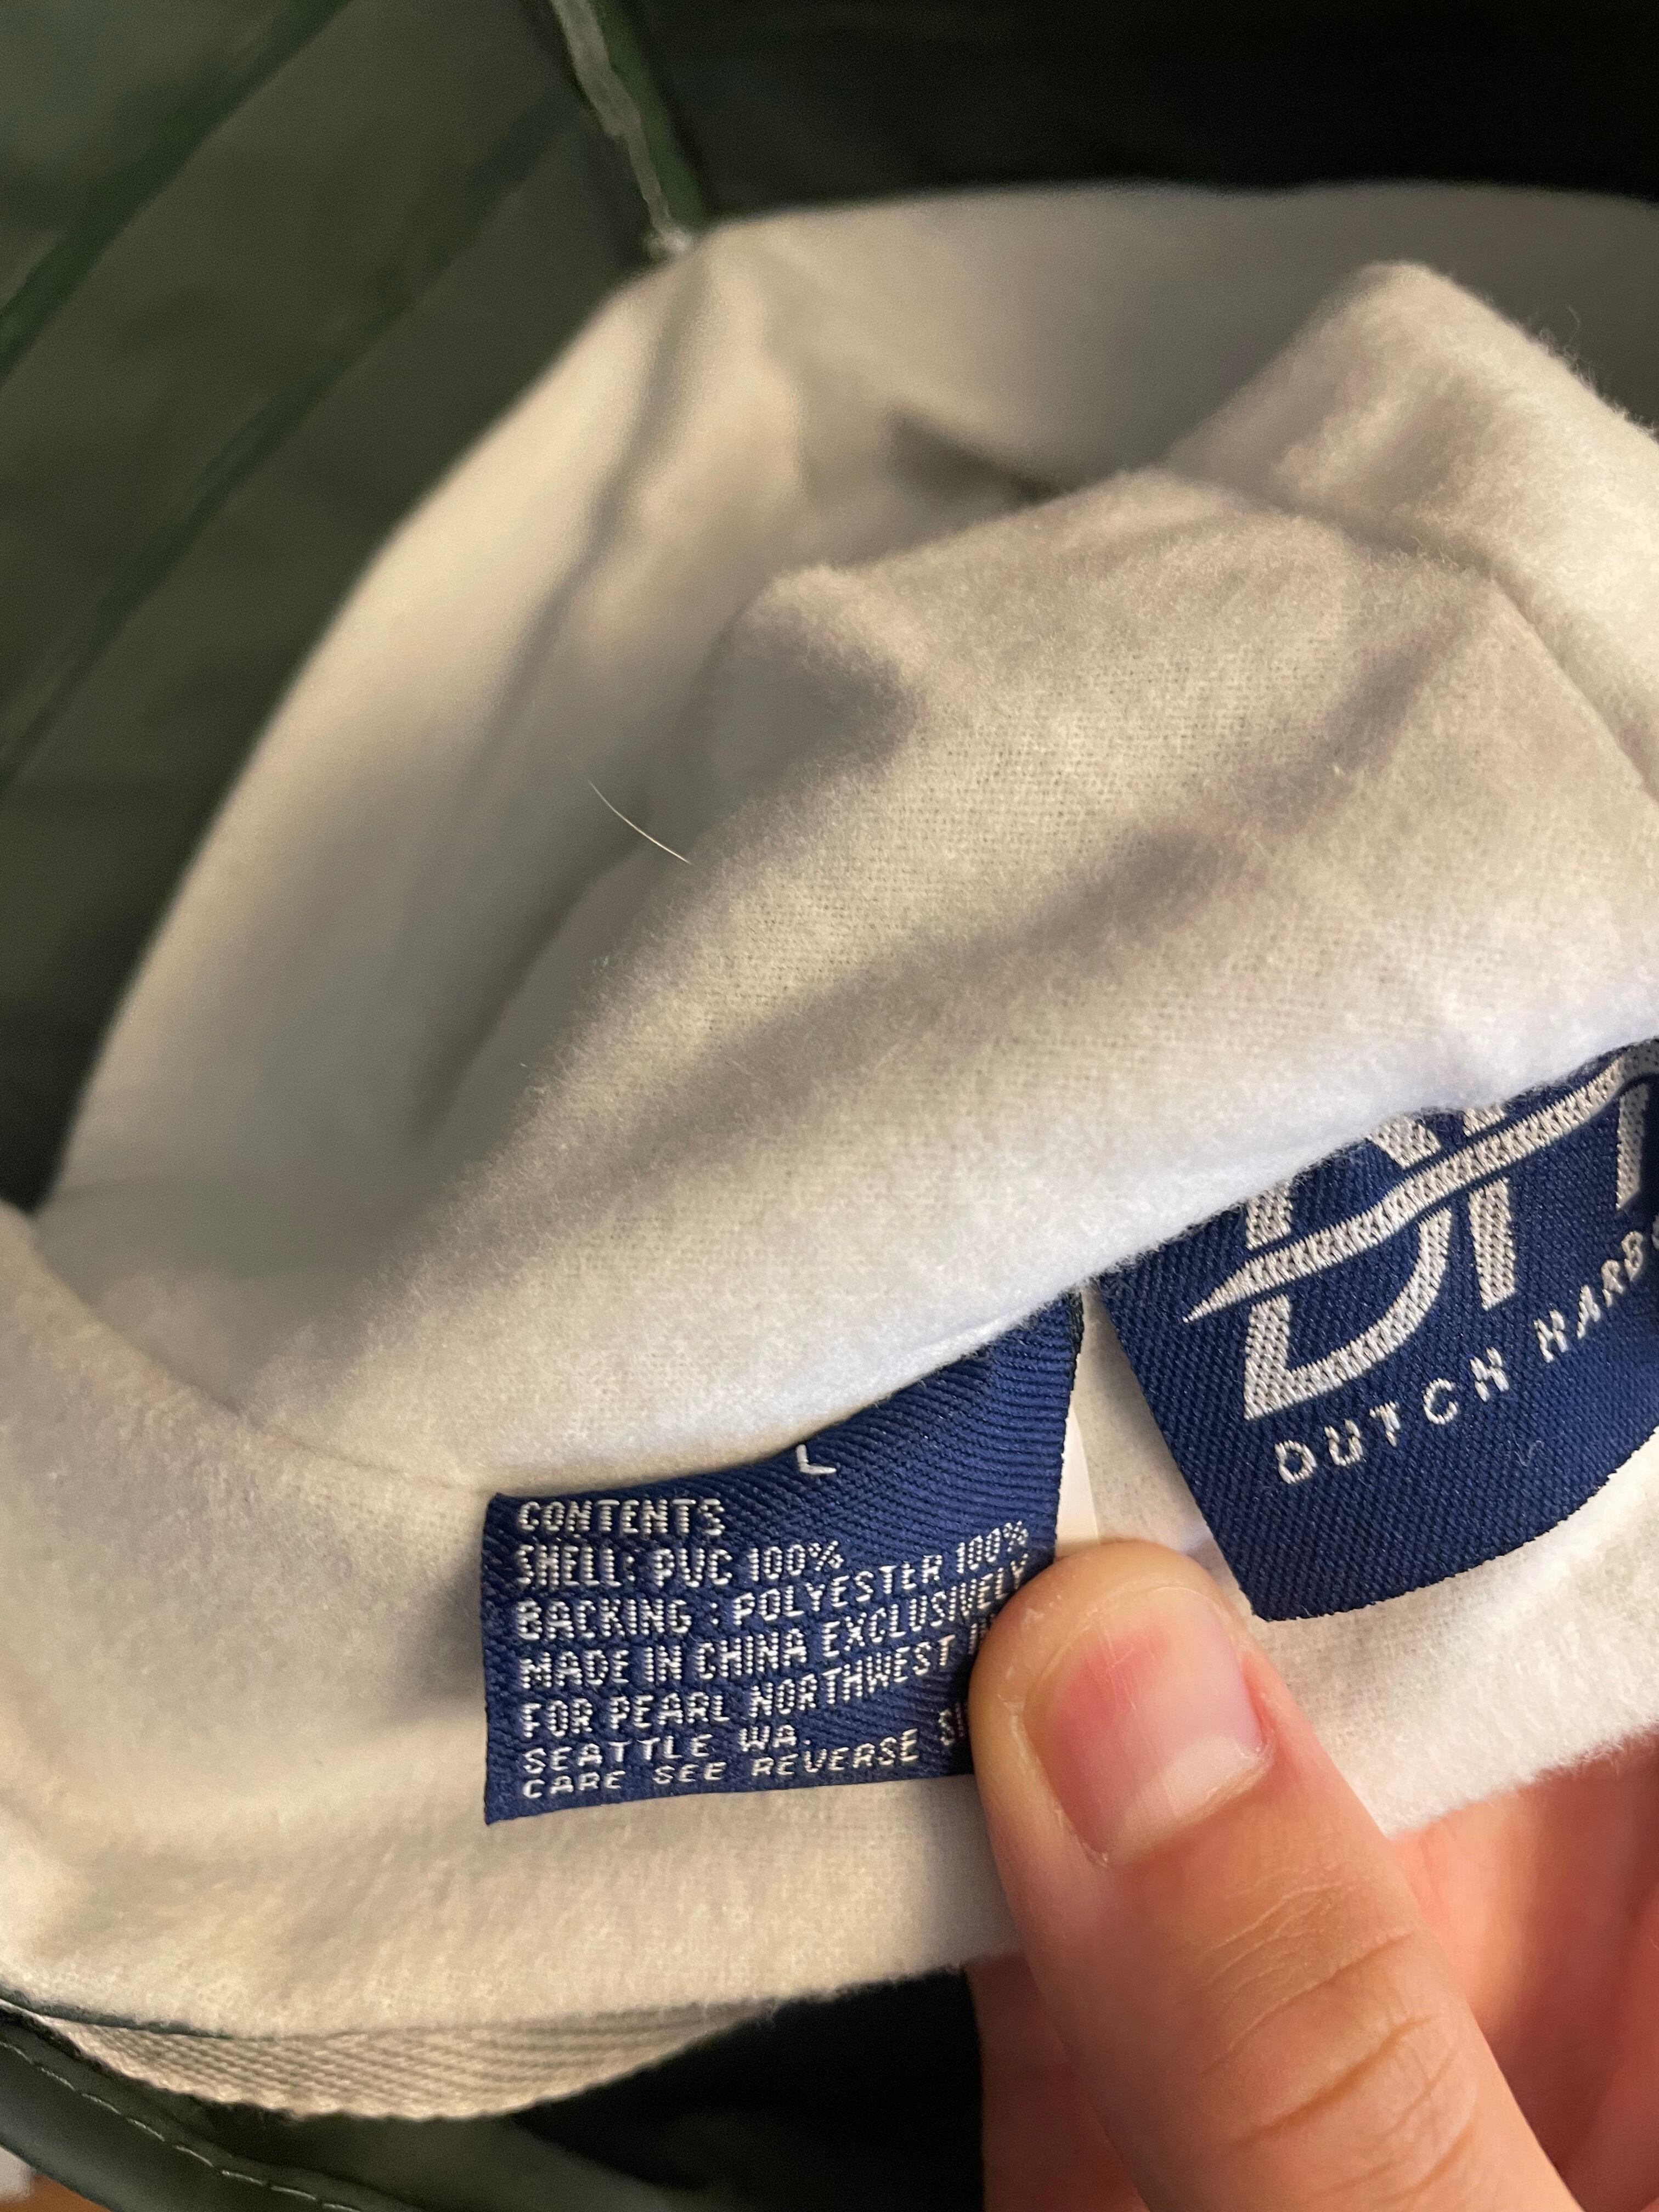 L
CONTENTS
SHELL: PVC 100%
BACKING : POLYESTER 100%
MADE IN CHINA EXCLUSIVELY
FOR PEARL NORTHWEST
SEATTLE WA.
CARE SEE REVERSE
DUTCH